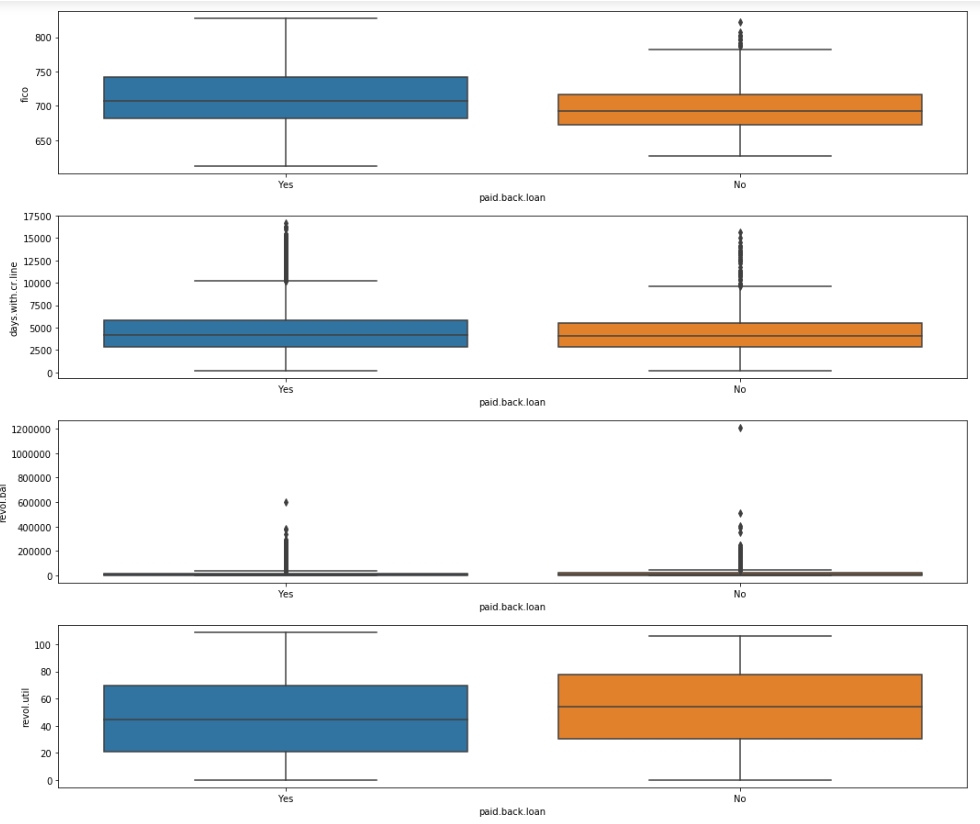 fico
800
750
700
650
Yes
No
paid.back.loan
days.with.cr.line
17500
15000
12500
10000
7500
5000
2500
0
Yes
No
paid.back.loan
revol.bal
1200000
1000000
800000
600000
400000
200000
0
Yes
No
paid.back.loan
revol.util
100
80
60
40
20
0
Yes
No
paid.back.loan